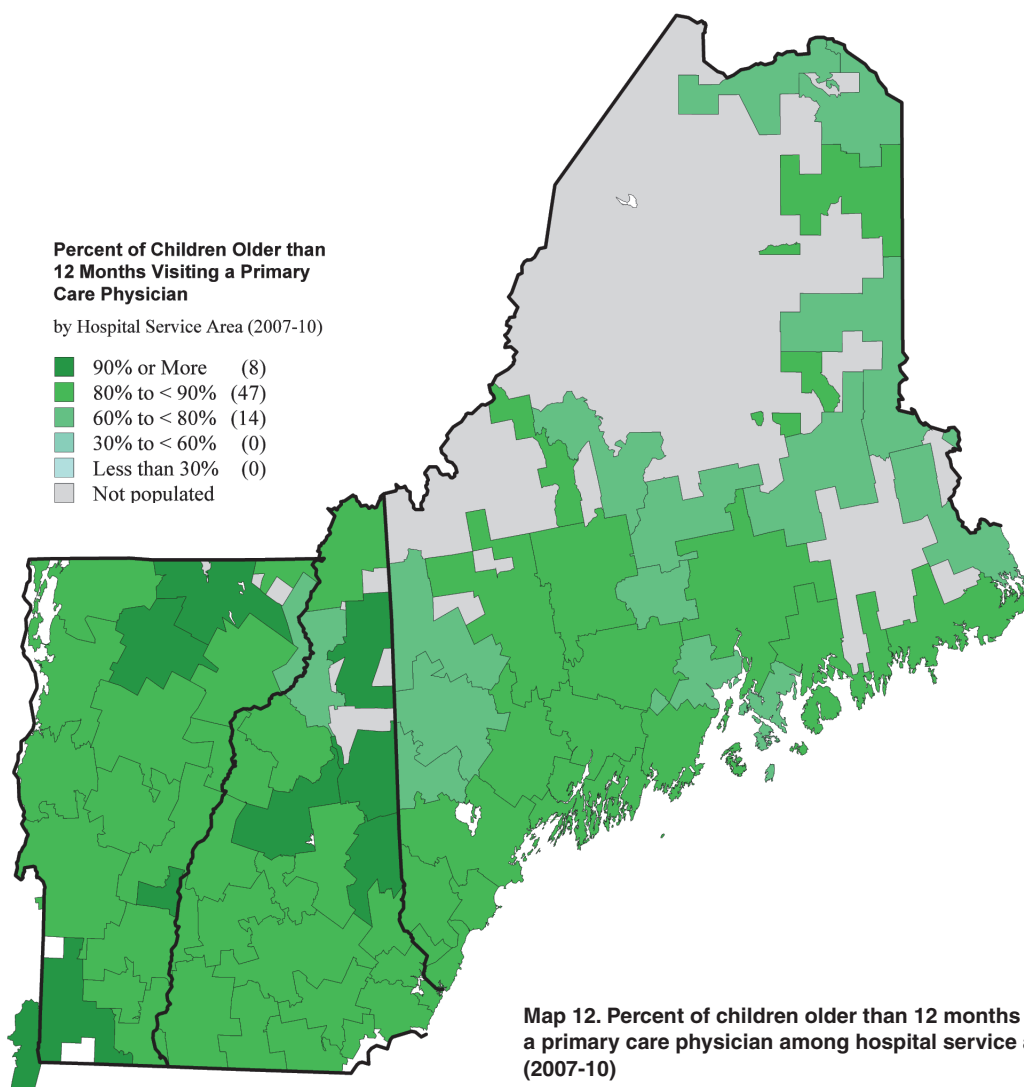 Percent of Children Older than
12 Months Visiting a Primary
Care Physician
by Hospital Service Area (2007-10)
90% or More (8)
80% to < 90% (47)
60% to < 80% (14)
30% to < 60% (0)
Less than 30% (0)
Not populated
Map 12. Percent of children older than 12 months
a primary care physician among hospital service
(2007-10)